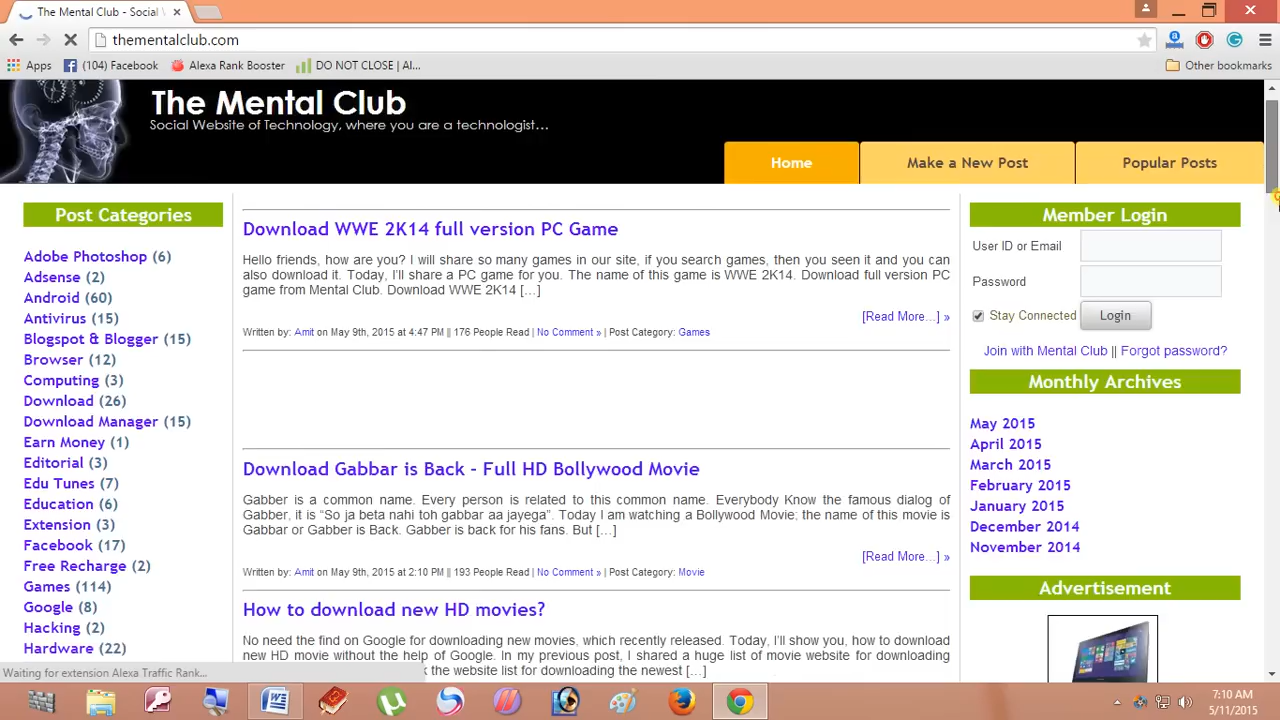 The Mental Club - Social
thementalclub.com
Apps (104) Facebook Alexa Rank Booster DO NOT CLOSE | Al... Other bookmarks
The Mental Club
Social Website of Technology, where you are a technologist...
Home Make a New Post Popular Posts
Post Categories
Adobe Photoshop (6)
Adsense (2)
Android (60)
Antivirus (15)
Blogspot & Blogger (15)
Browser (12)
Computing (3)
Download (26)
Download Manager (15)
Earn Money (1)
Editorial (3)
Edu Tunes (7)
Education (6)
Extension (3)
Facebook (17)
Free Recharge (2)
Games (114)
Google (8)
Hacking (2)
Hardware (22)
Download WWE 2K14 full version PC Game
Hello friends, how are you? I will share so many games in our site, if you search games, then you seen it and you can
also download it. Today, I'll share a PC game for you. The name of this game is WWE 2K14. Download full version PC
game from Mental Club. Download WWE 2K14 [...]
[Read More...] »
Written by: Amit on May 9th, 2015 at 4:47 PM || 176 People Read | No Comment » | Post Category: Games
Download Gabbar is Back - Full HD Bollywood Movie
Gabber is a common name. Every person is related to this common name. Everybody Know the famous dialog of
Gabber, it is “So ja beta nahi toh gabbar aa jayega”. Today I am watching a Bollywood Movie; the name of this movie is
Gabbar or Gabber is Back. Gabber is back for his fans. But [...]
[Read More...] »
Written by: Amit on May 9th, 2015 at 2:10 PM || 193 People Read | No Comment » | Post Category: Movie
How to download new HD movies?
No need the find on Google for downloading new movies, which recently released. Today, I'll show you, how to download
new HD movie without the help of Google. In my previous post, I shared a huge list of movie website for downloading
the website list for downloading the newest [...]
Member Login
User ID or Email
Password
Stay Connected Login
Join with Mental Club || Forgot password?
Monthly Archives
May 2015
April 2015
March 2015
February 2015
January 2015
December 2014
November 2014
Advertisement
Waiting for extension Alexa Traffic Rank...
7:10 AM
5/11/2015